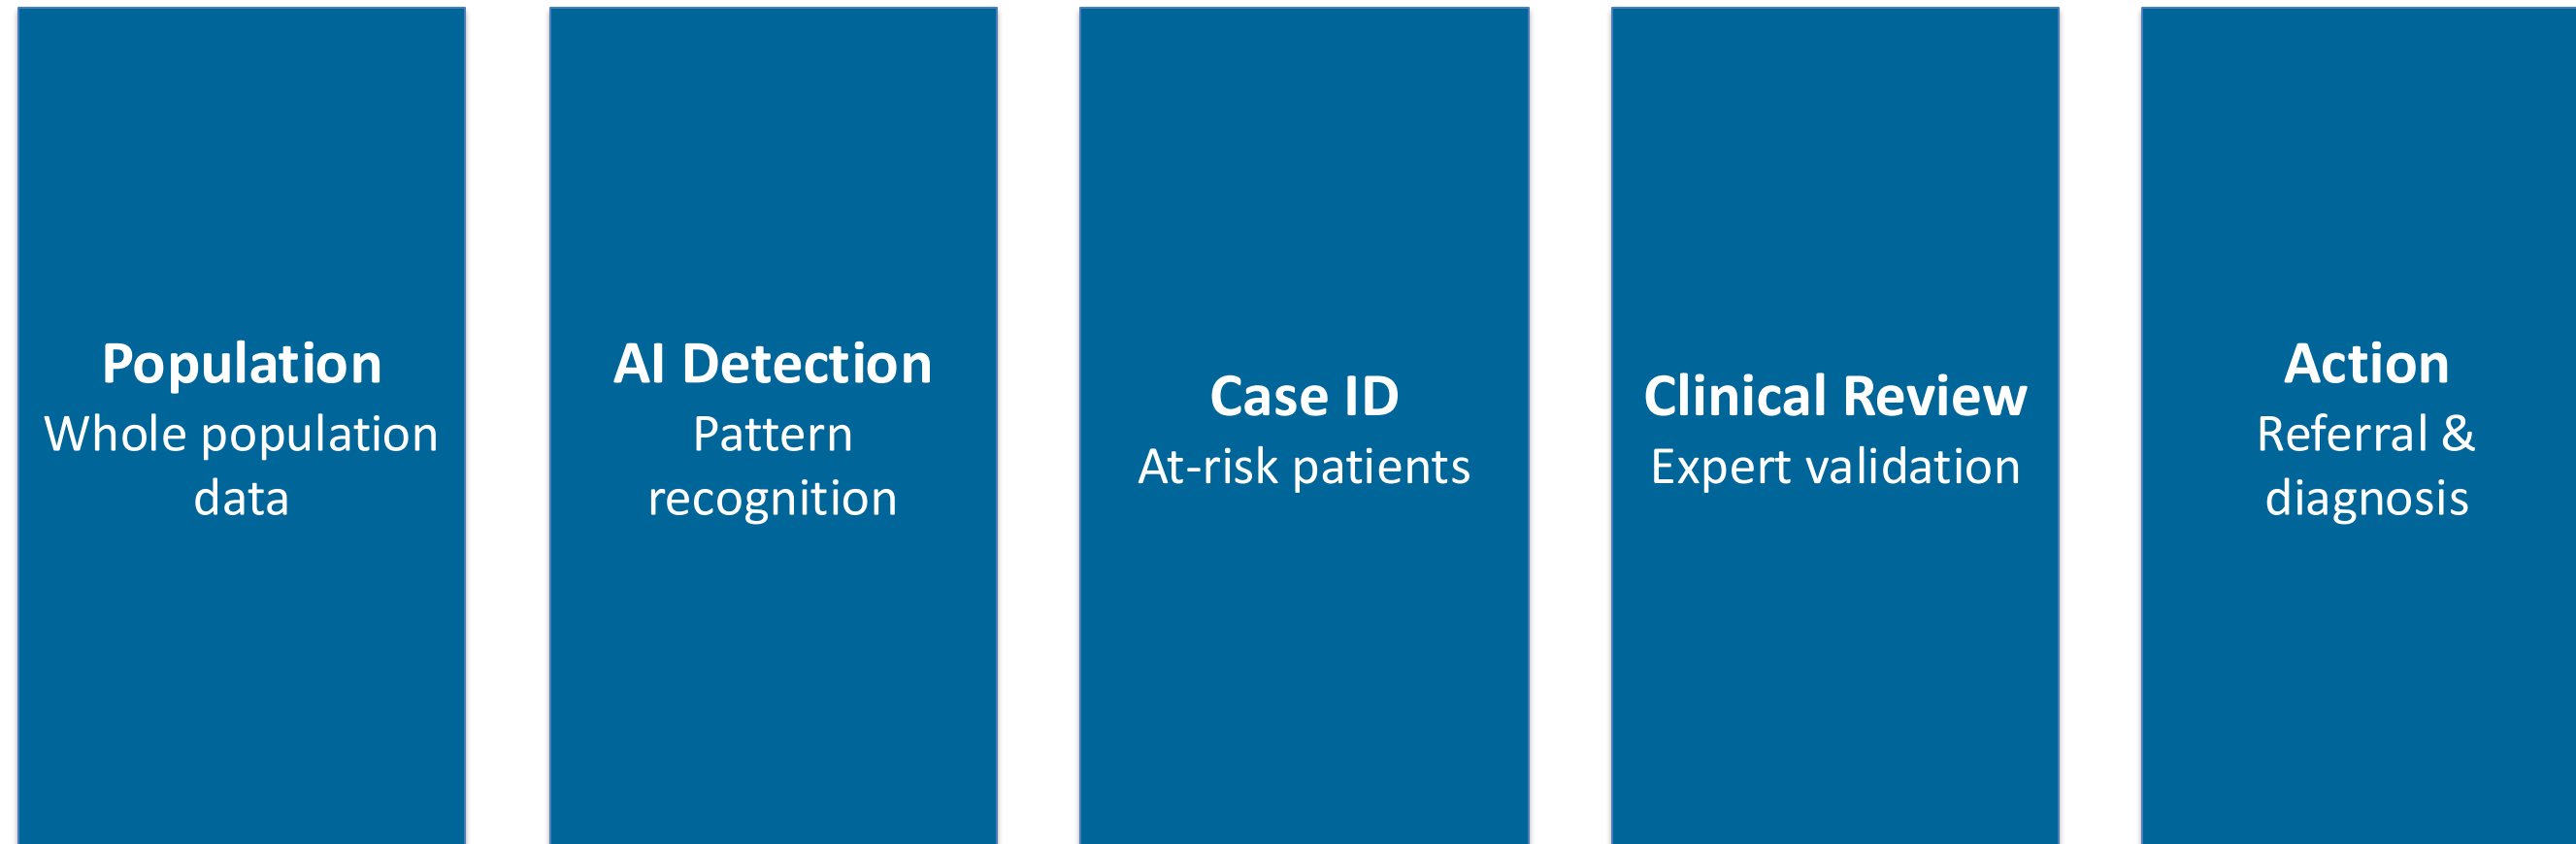 Population
Whole population
data
AI Detection
Pattern
recognition
Case ID
At-risk patients
Clinical Review
Expert validation
Action
Referral &
diagnosis